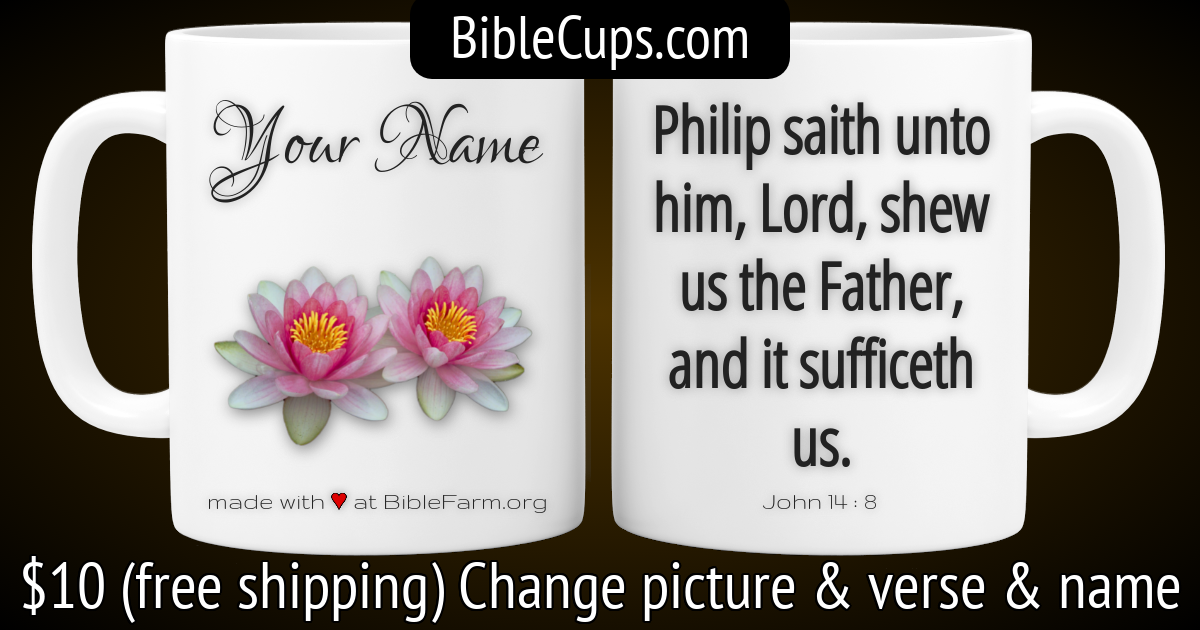 BibleCups.com
Your Name
made with ♥ at BibleFarm.org
Philip saith unto
him, Lord, shew
us the Father,
and it sufficeth
us.
John 14 : 8
$10 (free shipping) Change picture & verse & name